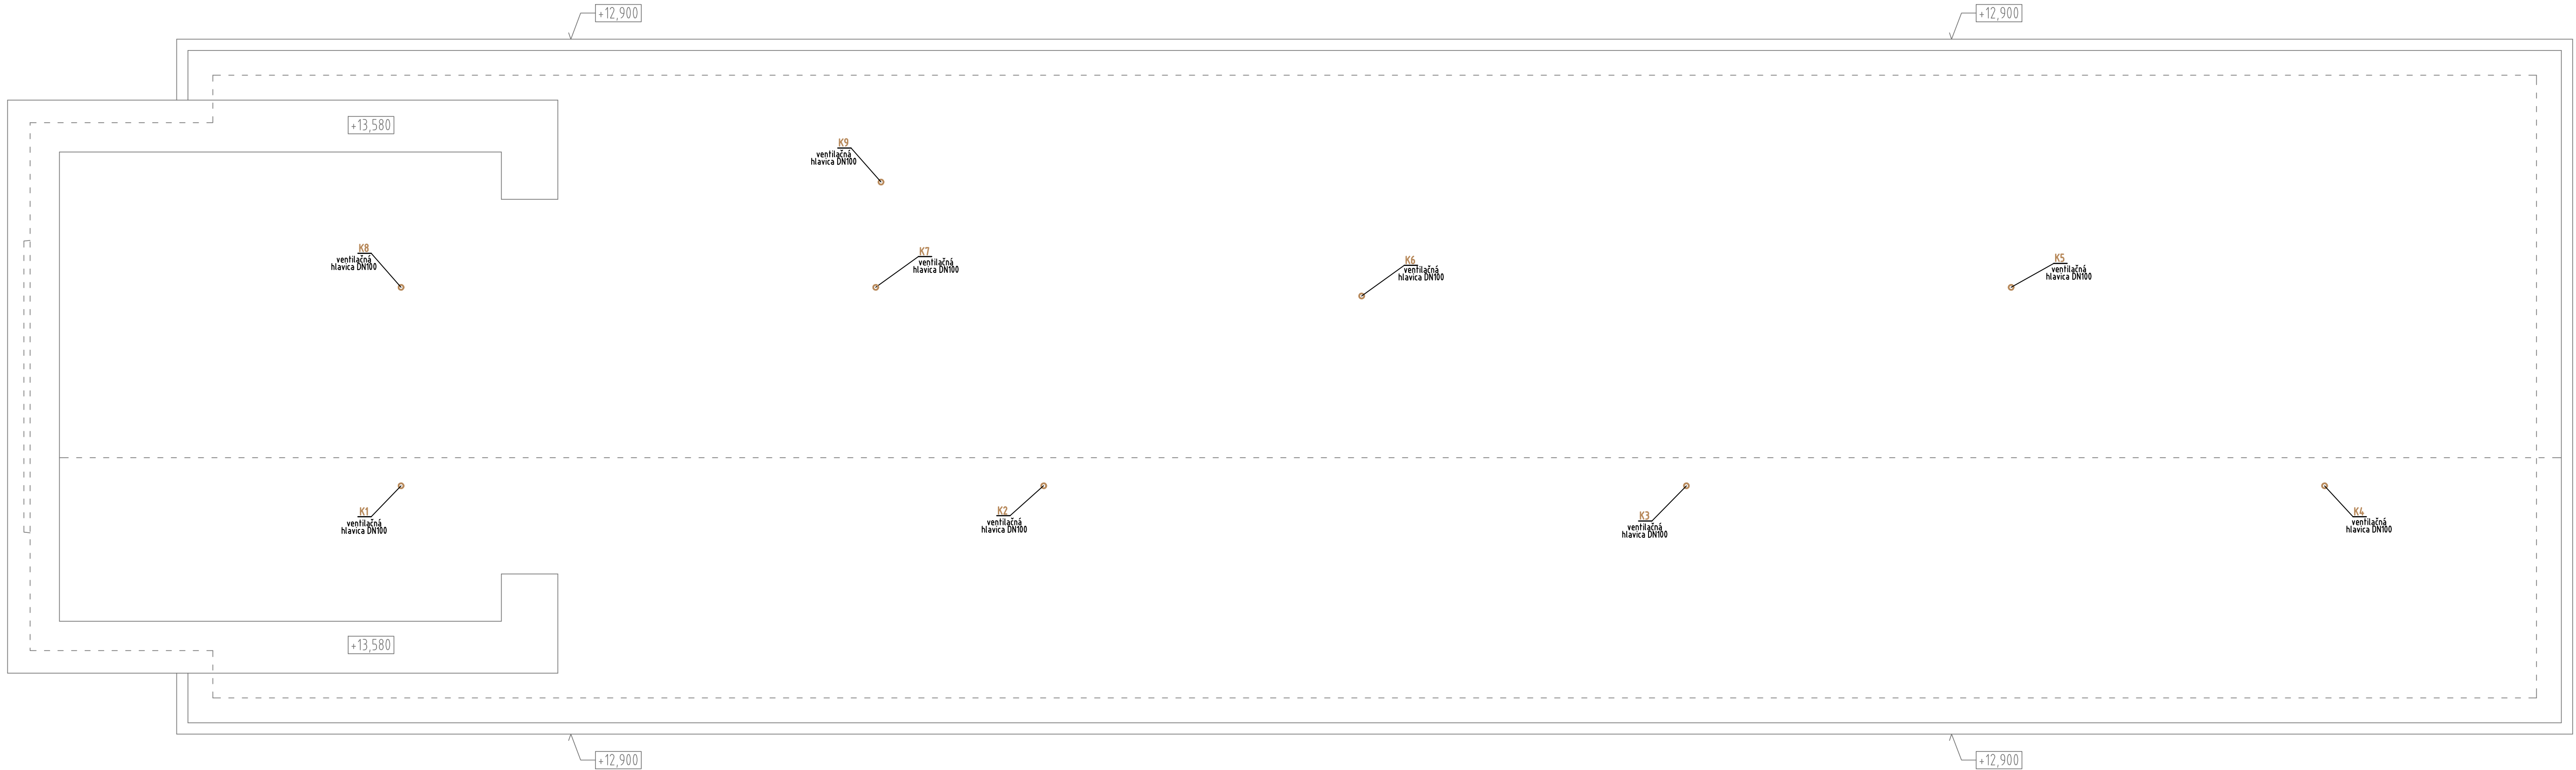 +12,900
+12,900
+13,580
K9
ventilačná
hlavica DN100
K8
ventilačná
hlavica DN100
K7
ventilačná
hlavica DN100
K6
ventilačná
hlavica DN100
K5
ventilačná
hlavica DN100
K1
ventilačná
hlavica DN100
K2
ventilačná
hlavica DN100
K3
ventilačná
hlavica DN100
K4
ventilačná
hlavica DN100
+13,580
+12,900
+12,900